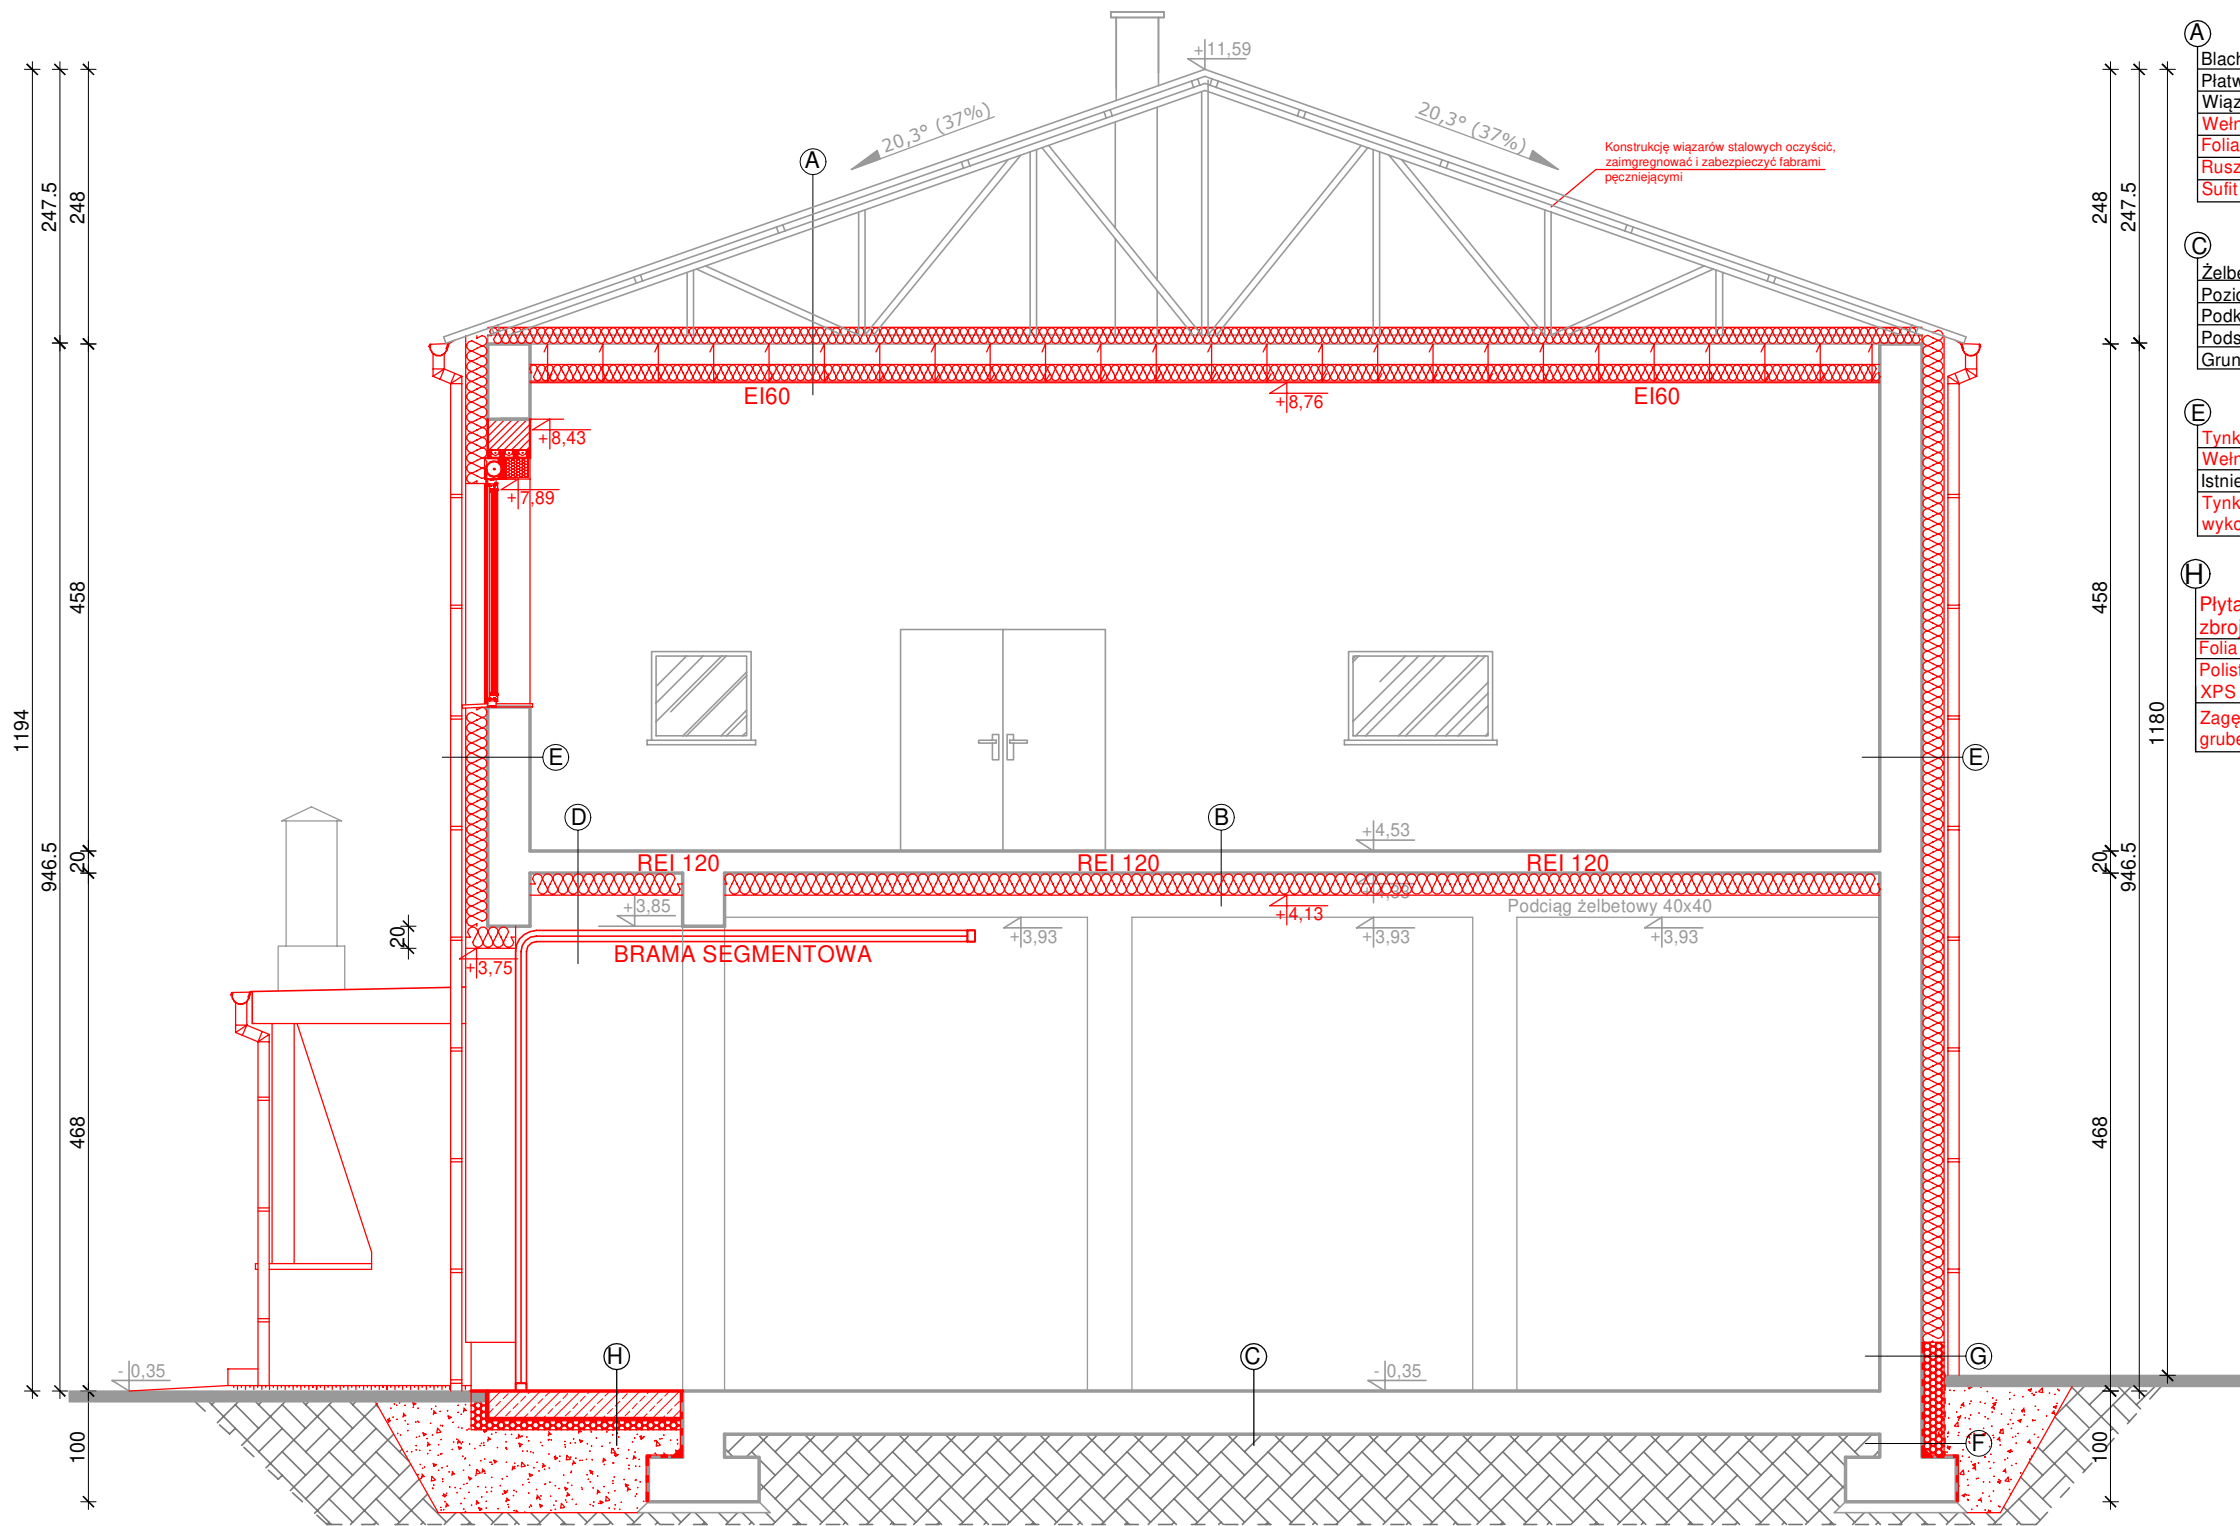 +11,59
20,3° (37%)
20,3° (37%)
Konstrukcję wiązarów stalowych oczyścić,
zaimgregnować i zabezpieczyć fabrami
pęczniejącymi
A
A
Blach
Płatw
Wiąz
Wełn
Folia
Rusz
Sufit
247.5
248
248
247.5
C
Żelbe
Pozio
Podk
Pods
Grun
EI60
+8,76
EI60
+8,43
+7,89
E
Tynk
Wełn
Istnie
Tynk
wyko
458
458
H
Płyta
zbroj
Folia
Polist
XPS
Zagę
grube
1194
1180
E
E
D
B
+4,53
946.5
20
REI 120
REI 120
REI 120
20
946.5
+4,33
+3,85
+4,13
Podciąg żelbetowy 40x40
20
+3,93
+3,93
+3,93
BRAMA SEGMENTOWA
+3,75
468
468
H
C
G
-0,35
-0,35
100
F
100